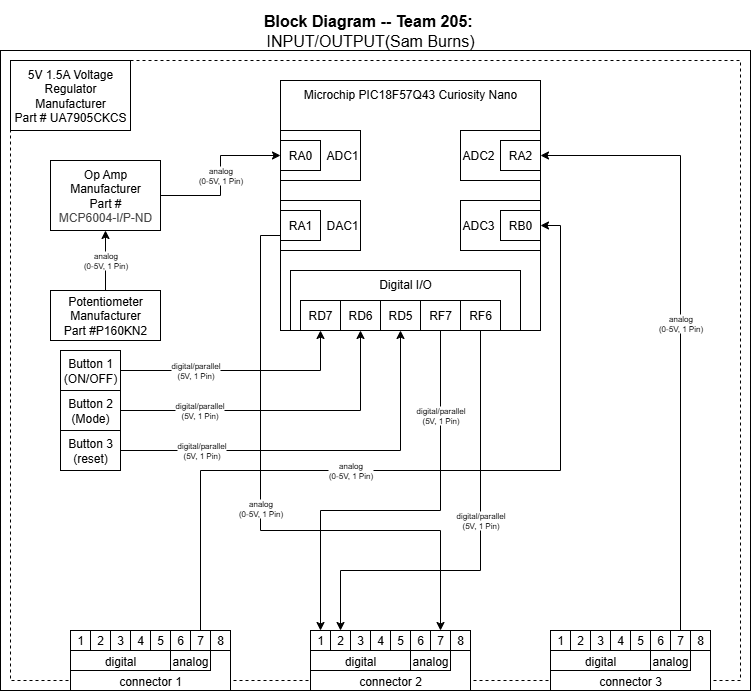 Block Diagram -- Team 205:
INPUT/OUTPUT(Sam Burns)
5V 1.5A Voltage
Regulator
Manufacturer
Part # UA7905CKCS
Microchip PIC18F57Q43 Curiosity Nano
RA0 ADC1
ADC2 RA2
RA1 DAC1
ADC3 RB0
analog
(0-5V, 1 Pin)
Op Amp
Manufacturer
Part #
MCP6004-I/P-ND
analog
(0-5V, 1 Pin)
Potentiometer
Manufacturer
Part #P160KN2
Digital I/O
RD7 RD6 RD5 RF7 RF6
analog
(0-5V, 1 Pin)
Button 1
(ON/OFF)
digital/parallel
(5V, 1 Pin)
Button 2
(Mode)
digital/parallel
(5V, 1 Pin)
digital/parallel
(5V, 1 Pin)
Button 3
(reset)
digital/parallel
(5V, 1 Pin)
analog
(0-5V, 1 Pin)
analog
(0-5V, 1 Pin)
digital/parallel
(5V, 1 Pin)
1 2 3 4 5 6 7 8
digital analog
connector 1
1 2 3 4 5 6 7 8
digital analog
connector 2
1 2 3 4 5 6 7 8
digital analog
connector 3